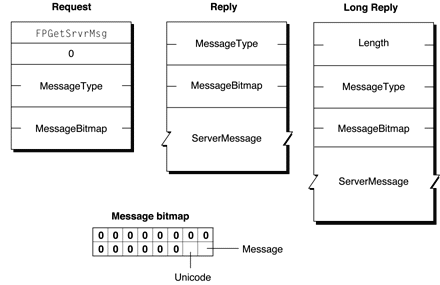 Request
FPGetSrvrMsg
0
MessageType
MessageBitmap
Reply
MessageType
MessageBitmap
ServerMessage
Long Reply
Length
MessageType
MessageBitmap
ServerMessage
Message bitmap
0 0 0 0 0 0 0 0
0 0 0 0 0 0
Message
Unicode